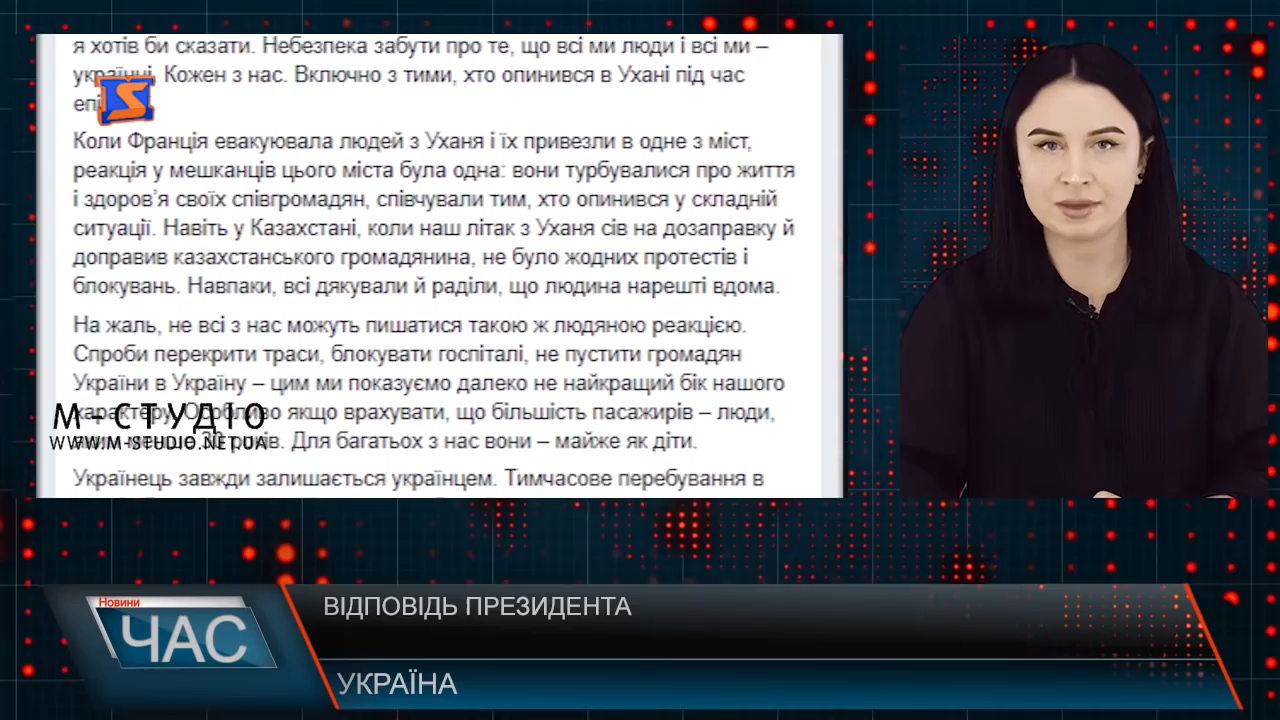 я хотів би сказати. Небезпека забути про те, що всі ми люди і всі ми –
українці. Кожен з нас. Включно з тими, хто опинився в Ухані під час
епі
Коли Франція евакуювала людей з Уханя і їх привезли в одне з міст,
реакція у мешканців цього міста була одна: вони турбувалися про життя
і здоров’я своїх співгромадян, співчували тим, хто опинився у складній
ситуації. Навіть у Казахстані, коли наш літак з Уханя сів на дозаправку й
доправив казахстанського громадянина, не було жодних протестів і
блокувань. Навпаки, всі дякували й раділи, що людина нарешті вдома.
На жаль, не всі з нас можуть пишатися такою ж людяною реакцією.
Спроби перекрити траси, блокувати госпіталі, не пустити громадян
України в Україну – цим ми показуємо далеко не найкращий бік нашого
характеру. Особливо якщо врахувати, що більшість пасажирів – люди,
років. Для багатьох з нас вони – майже як діти.
Українець завжди залишається українцем. Тимчасове перебування в
М-СТУДІО
WWW.M-STUDIO.NET.UA
Новини
ЧАС
ВІДПОВІДЬ ПРЕЗИДЕНТА
УКРАЇНА